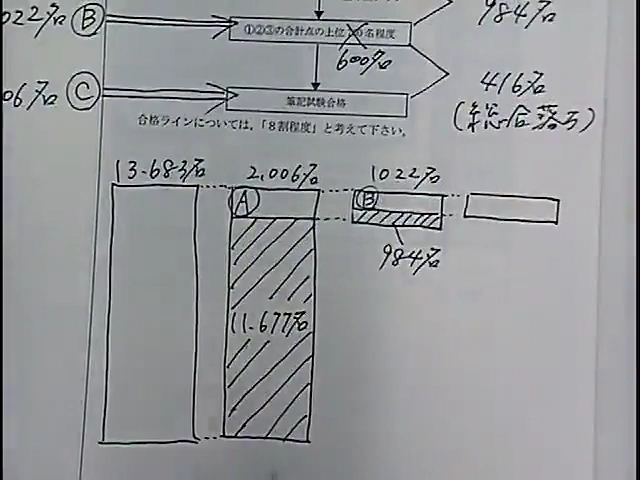 022名 Ⓑ
984名
①②③の合計点の上位 名程度
600名
06名 Ⓒ
筆記試験合格
416名
(総合落ち)
合格ラインについては,「8割程度」と考えて下さい。
13.683名
2.006名
1022名
Ⓐ
Ⓑ
984名
11.677名